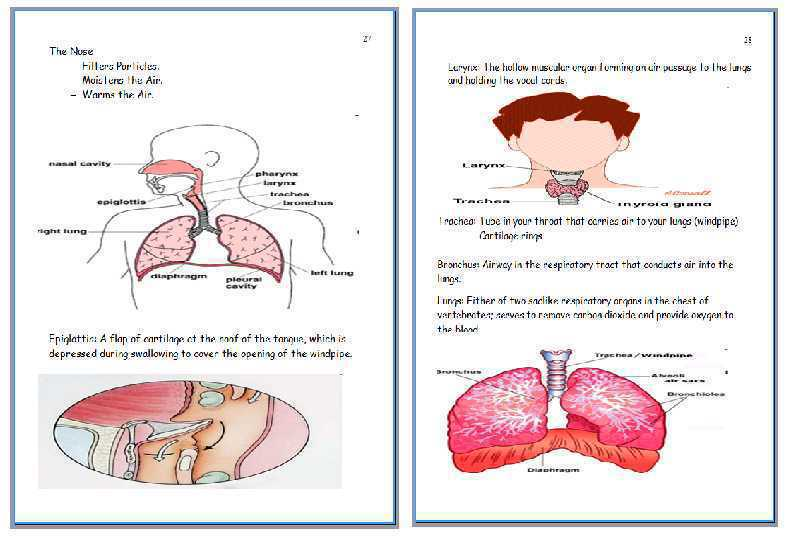 27
The Nose
Filters Particles.
Moistens the Air.
– Warms the Air.
nasal cavity
pharynx
larynx
trachea
bronchus
epiglottis
right lung
diaphragm
pleural
cavity
left lung
Epiglottis: A flap of cartilage at the roof of the tongue, which is
depressed during swallowing to cover the opening of the windpipe.
28
Larynx: The hollow muscular organ forming an air passage to the lungs
and holding the vocal cords.
Larynx
Trachea
Thyroid gland
Trachea: Tube in your throat that carries air to your lungs (windpipe)
Cartilage rings
Bronchus: Airway in the respiratory tract that conducts air into the
lungs.
Lungs: Either of two saclike respiratory organs in the chest of
vertebrates; serves to remove carbon dioxide and provide oxygen to
the blood
Trachea/Windpipe
Bronchus
Alveoli
air sacs
Bronchioles
Diaphragm